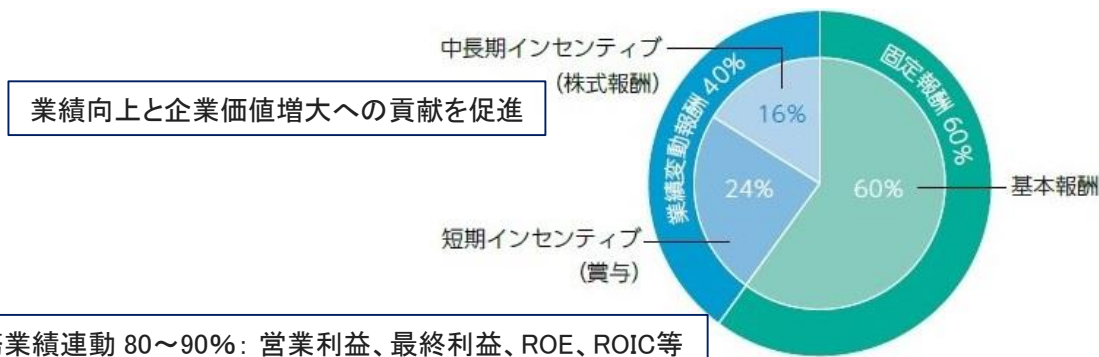 中長期インセンティブ
(株式報酬)
業績向上と企業価値増大への貢献を促進
業績変動報酬 40%
固定報酬 60%
16%
24%
60%
基本報酬
短期インセンティブ
(賞与)
業績連動 80～90%: 営業利益、最終利益、ROE、ROIC等